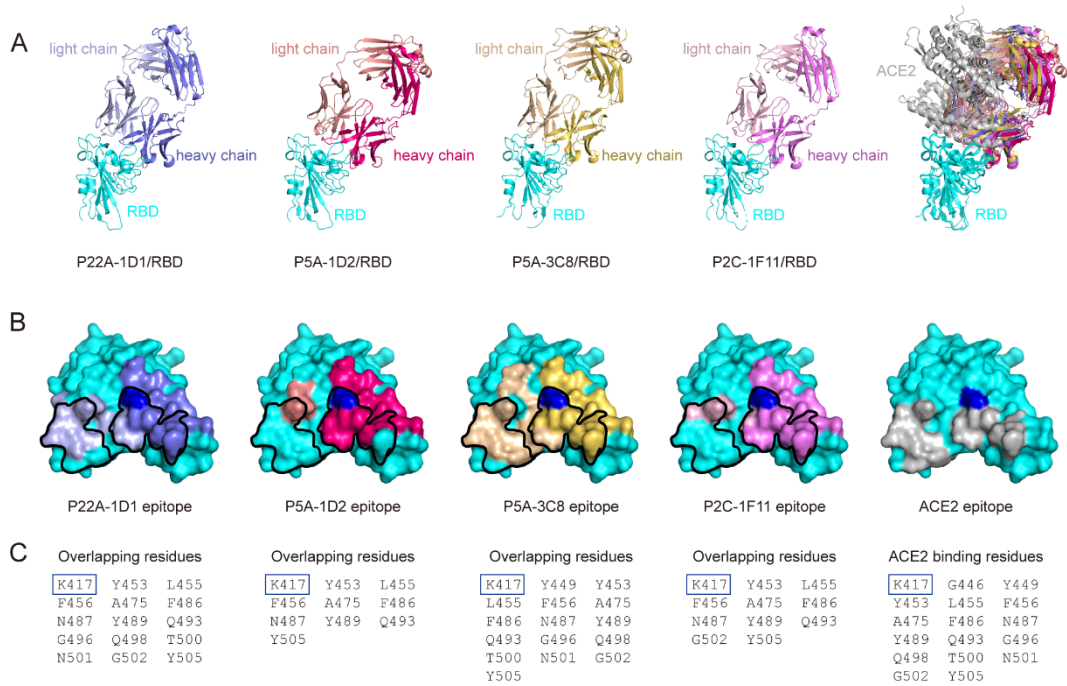 A
light chain
heavy chain
RBD
P22A-1D1/RBD
light chain
heavy chain
RBD
P5A-1D2/RBD
light chain
heavy chain
RBD
P5A-3C8/RBD
light chain
heavy chain
RBD
P2C-1F11/RBD
ACE2
RBD
B
P22A-1D1 epitope
P5A-1D2 epitope
P5A-3C8 epitope
P2C-1F11 epitope
ACE2 epitope
C
Overlapping residues
K417 Y453 L455
F456 A475 F486
N487 Y489 Q493
G496 Q498 T500
N501 G502 Y505
Overlapping residues
K417 Y453 L455
F456 A475 F486
N487 Y489 Q493
Y505
Overlapping residues
K417 Y449 Y453
L455 F456 A475
F486 N487 Y489
Q493 G496 Q498
T500 N501 G502
Y505
Overlapping residues
K417 Y453 L455
F456 A475 F486
N487 Y489 Q493
G502 Y505
ACE2 binding residues
K417 G446 Y449
Y453 L455 F456
A475 F486 N487
Y489 Q493 G496
Q498 T500 N501
G502 Y505